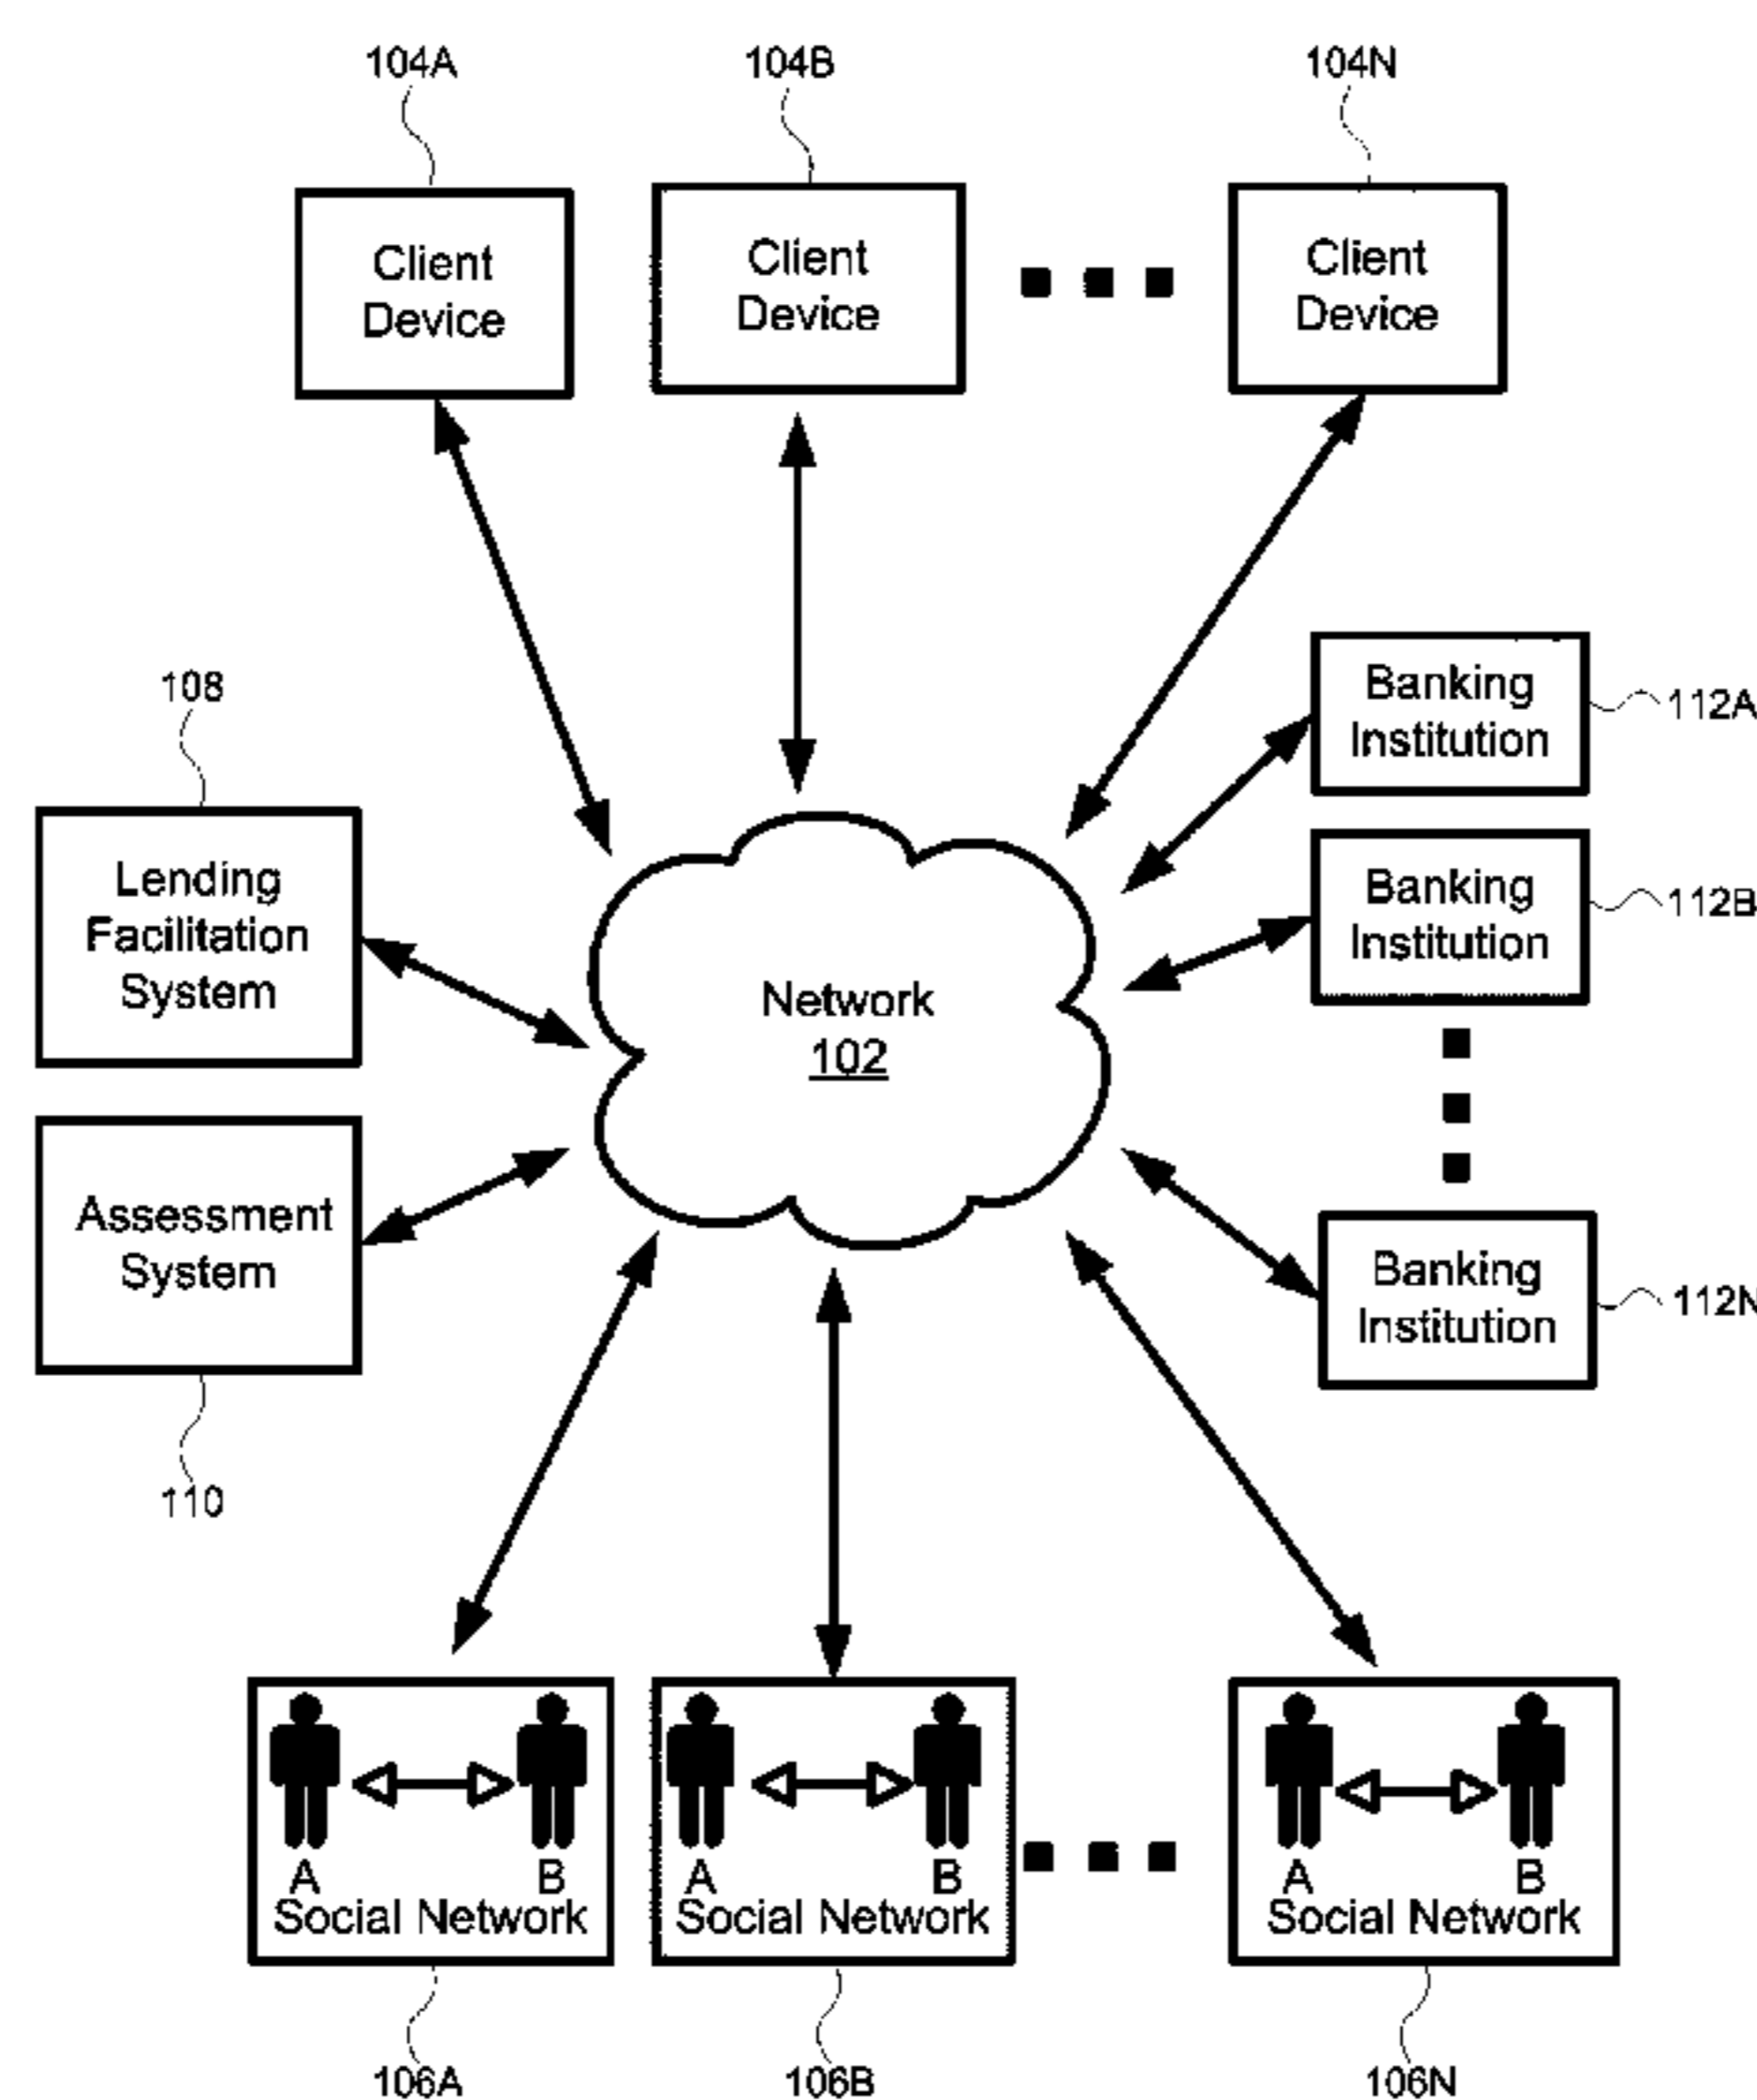 104A
104B
104N
Client
Device
Client
Device
Client
Device
108
Banking
Institution
112A
Lending
Facilitation
System
Banking
Institution
112B
Network
102
Assessment
System
Banking
Institution
112N
110
A
B
Social Network
A
B
Social Network
A
B
Social Network
106A
106B
106N